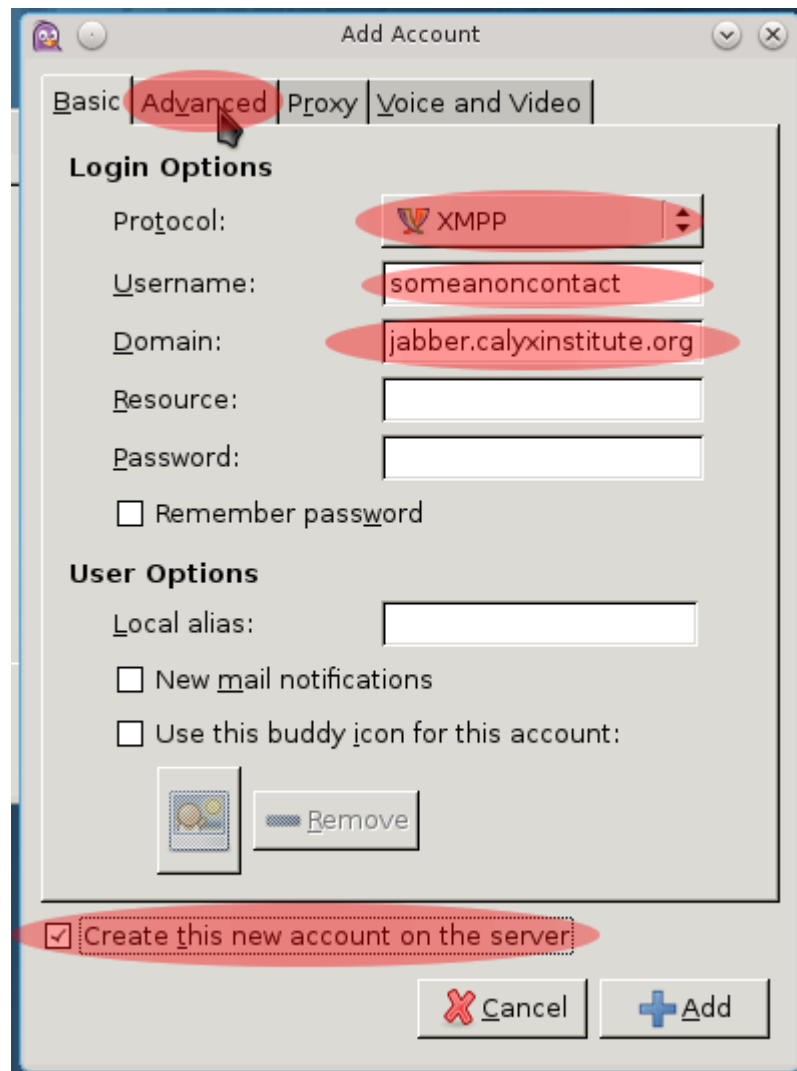 Add Account
Basic Advanced Proxy Voice and Video
Login Options
Protocol: XMPP
Username: someanoncontact
Domain: jabber.calyxinstitute.org
Resource:
Password:
Remember password
User Options
Local alias:
New mail notifications
Use this buddy icon for this account:
Remove
Create this new account on the server
Cancel Add